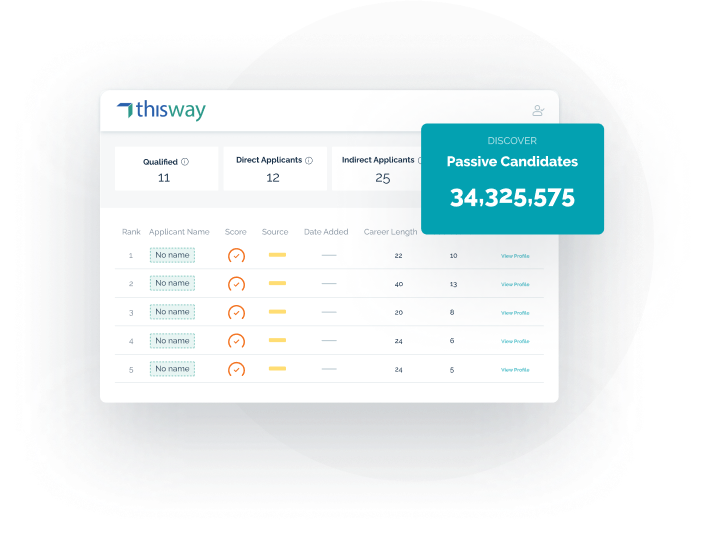 thisway
DISCOVER
Passive Candidates
34,325,575
Qualified
11
Direct Applicants
12
Indirect Applicants
25
Rank Applicant Name Score Source Date Added Career Length
1 No name 22 10 View Profile
2 No name 40 13 View Profile
3 No name 20 8 View Profile
4 No name 24 6 View Profile
5 No name 24 5 View Profile